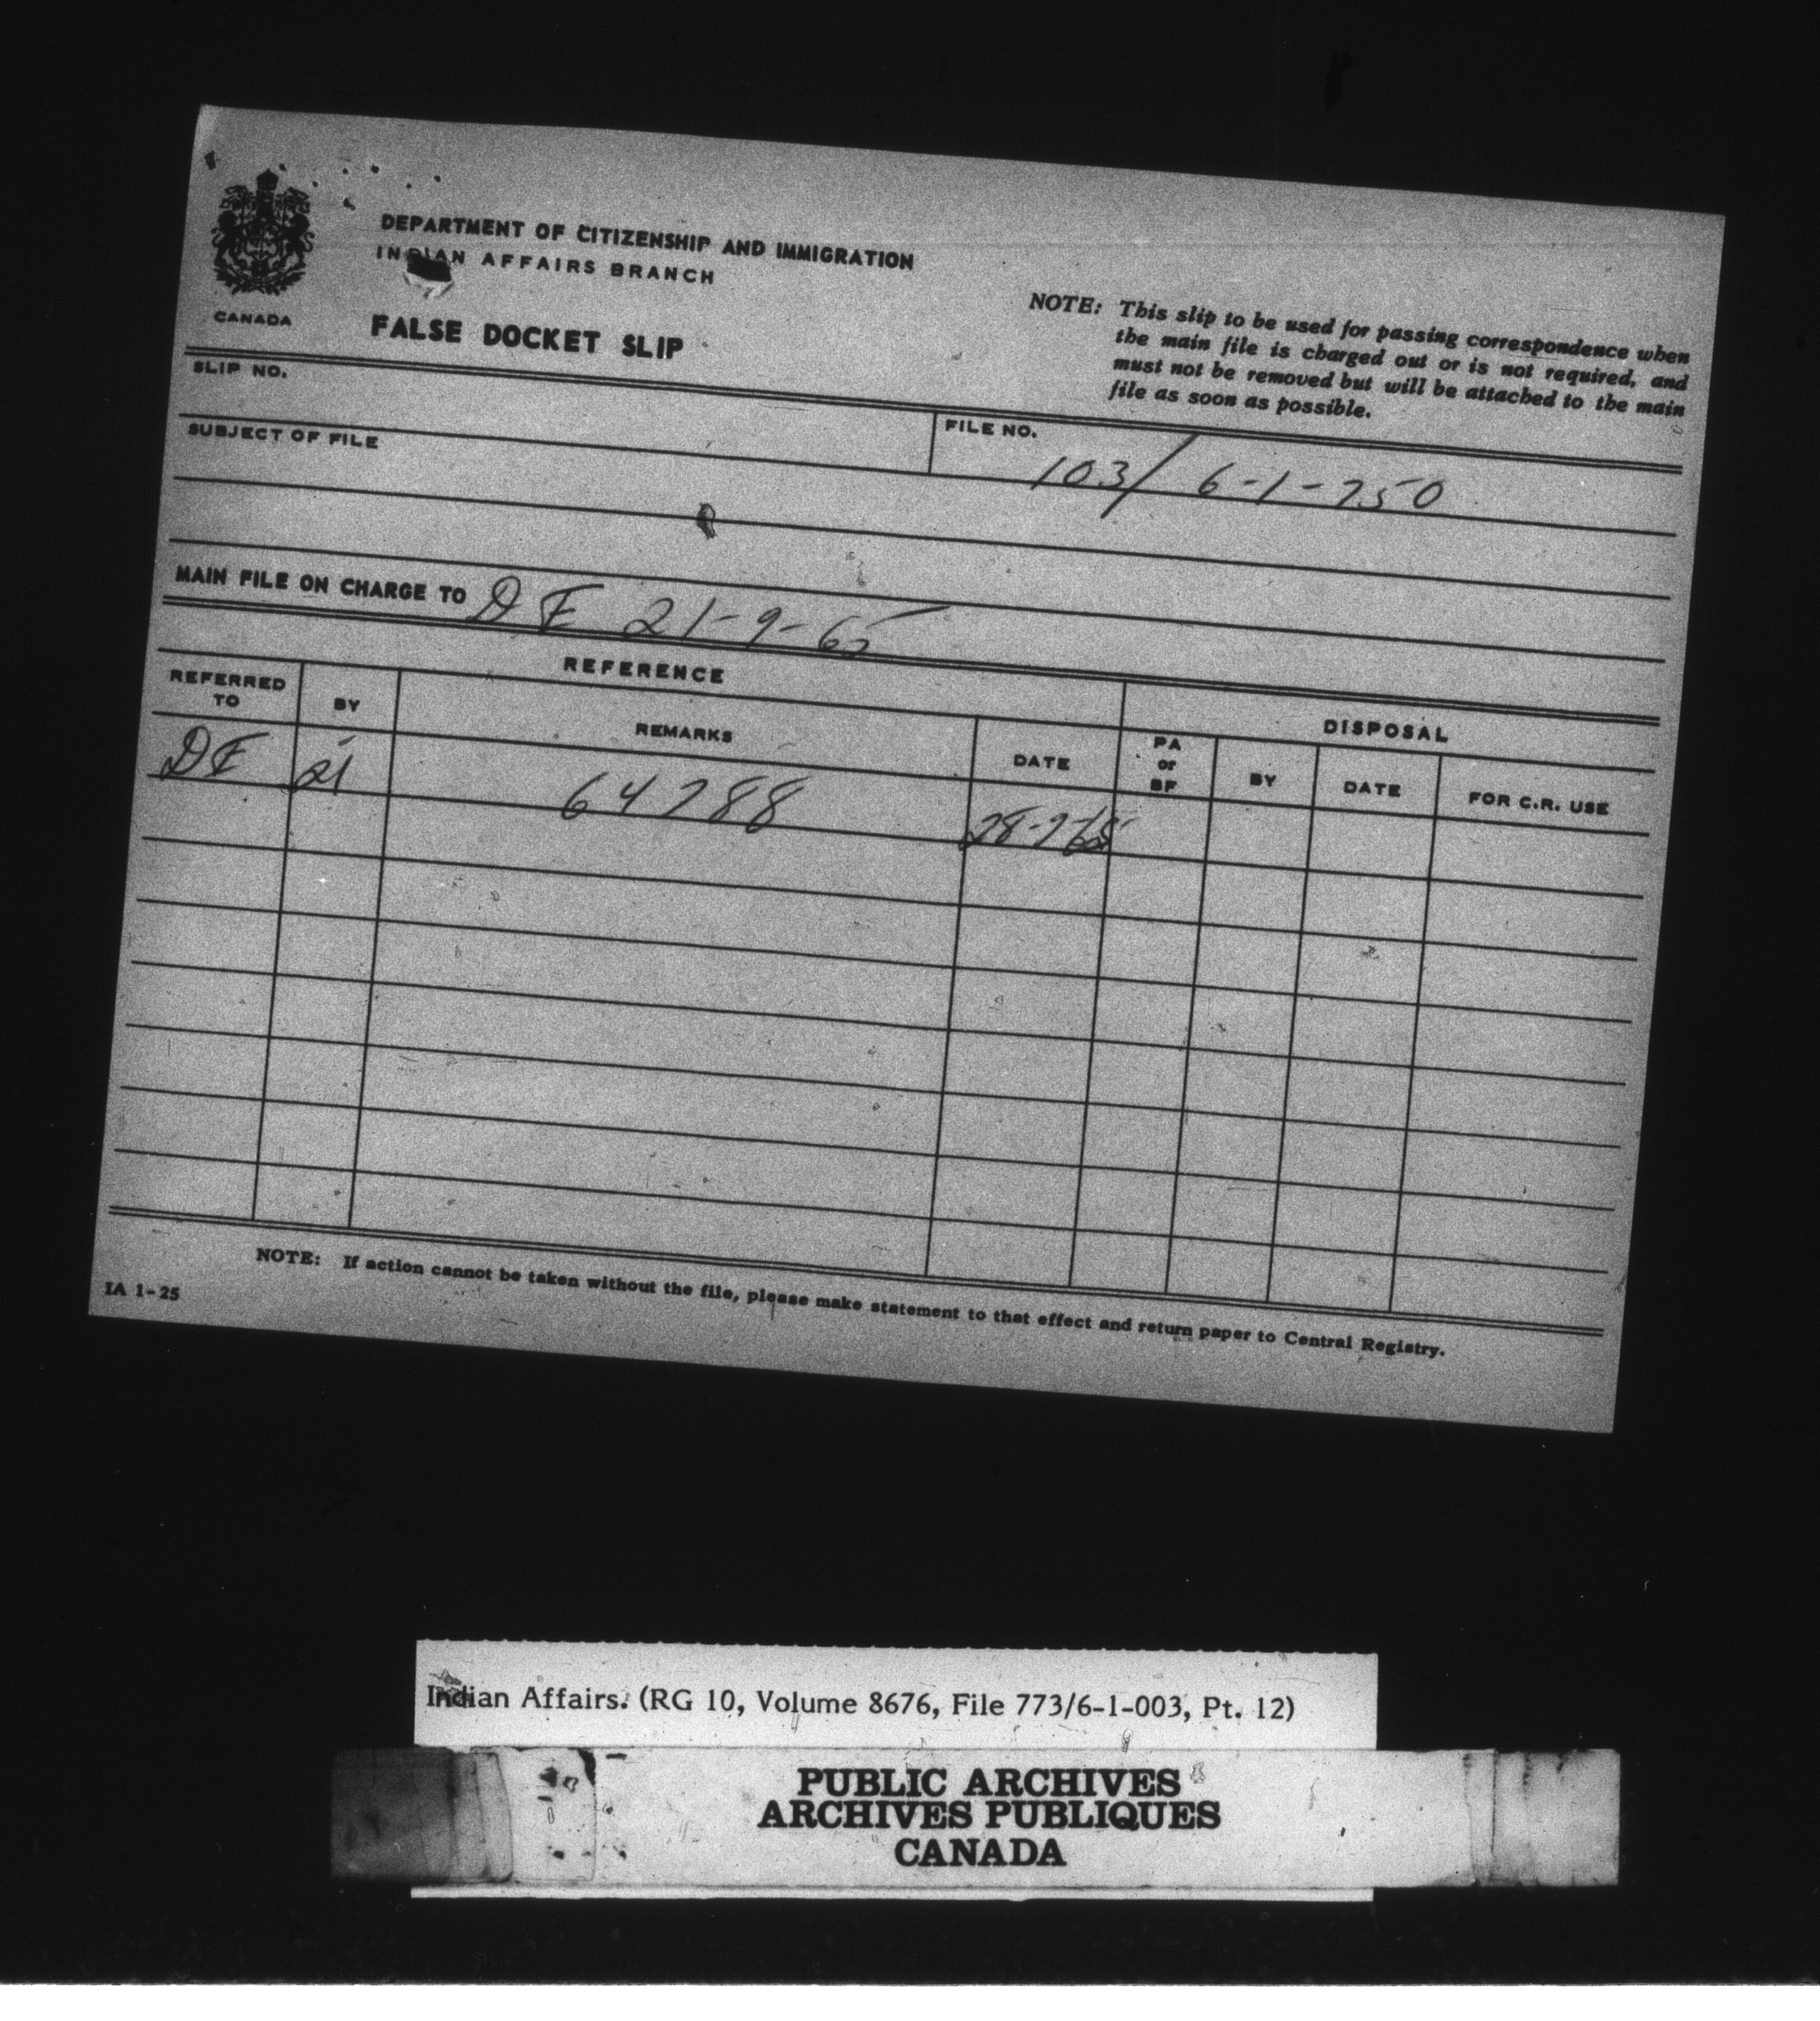 DEPARTMENT OF CITIZENSHIP AND IMMIGRATION
INDIAN AFFAIRS BRANCH
CANADA
FALSE DOCKET SLIP
NOTE: This slip to be used for passing correspondence when
the main file is charged out or is not required, and
must not be removed but will be attached to the main
file as soon as possible.
SLIP NO.
FILE NO.
103/6-1-750
SUBJECT OF FILE
MAIN FILE ON CHARGE TO DE 21-9-65
REFERENCE
DISPOSAL
REFERRED TO BY REMARKS DATE PA or BF BY DATE FOR C.R. USE
DE 21 64788 28-9-65
NOTE: If action cannot be taken without the file, please make statement to that effect and return paper to Central Registry.
IA 1-25
Indian Affairs. (RG 10, Volume 8676, File 773/6-1-003, Pt. 12)
PUBLIC ARCHIVES
ARCHIVES PUBLIQUES
CANADA